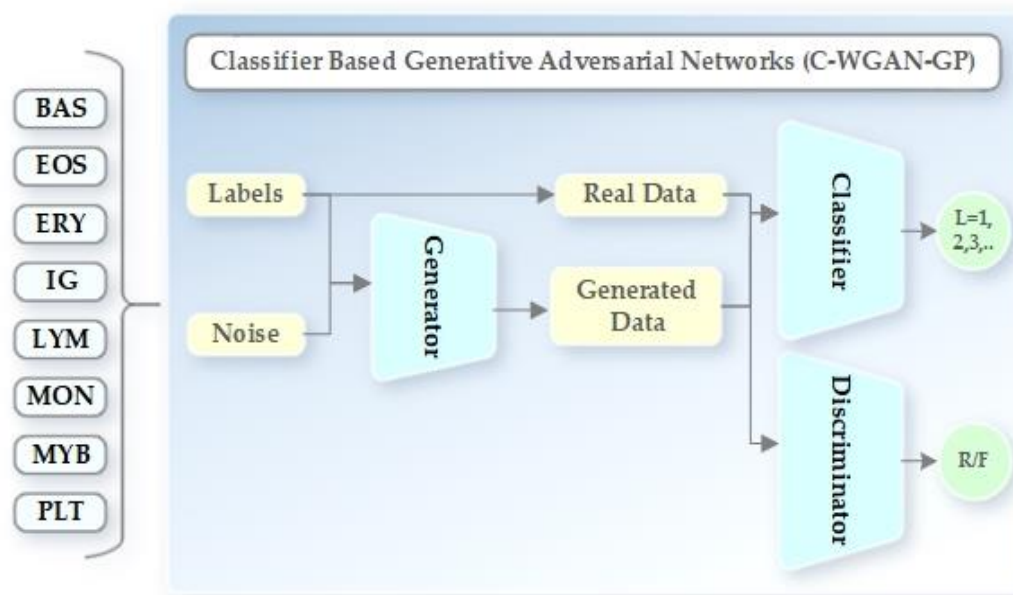 Classifier Based Generative Adversarial Networks (C-WGAN-GP)
BAS
EOS
ERY
IG
LYM
MON
MYB
PLT
Labels
Noise
Generator
Real Data
Generated
Data
Classifier
Discriminator
L=1,
2,3,..
R/F